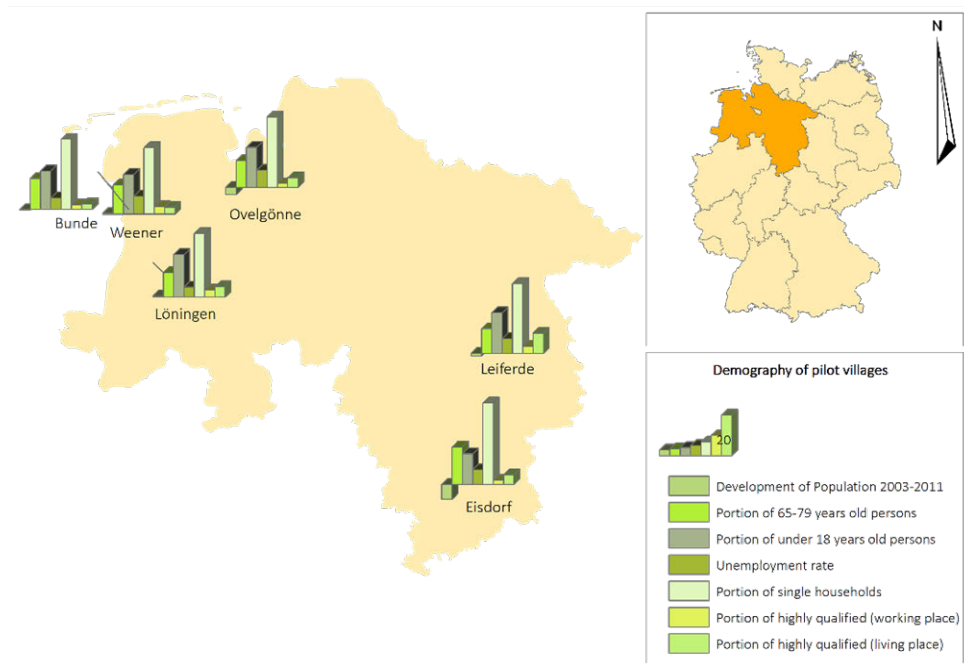 Ovelgönne
Bunde
Weener
Löningen
Leiferde
Eisdorf
N
Demography of pilot villages
20
Development of Population 2003-2011
Portion of 65-79 years old persons
Portion of under 18 years old persons
Unemployment rate
Portion of single households
Portion of highly qualified (working place)
Portion of highly qualified (living place)